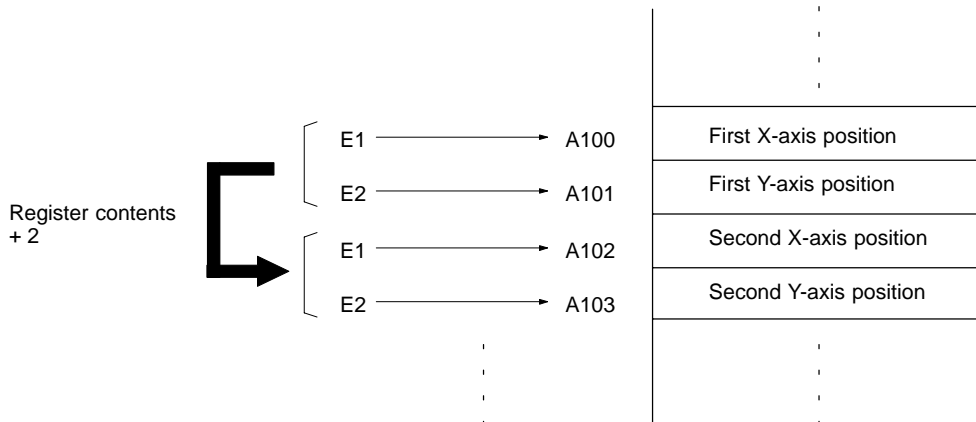 E1 A100 First X-axis position
E2 A101 First Y-axis position
Register contents
+ 2
E1 A102 Second X-axis position
E2 A103 Second Y-axis position